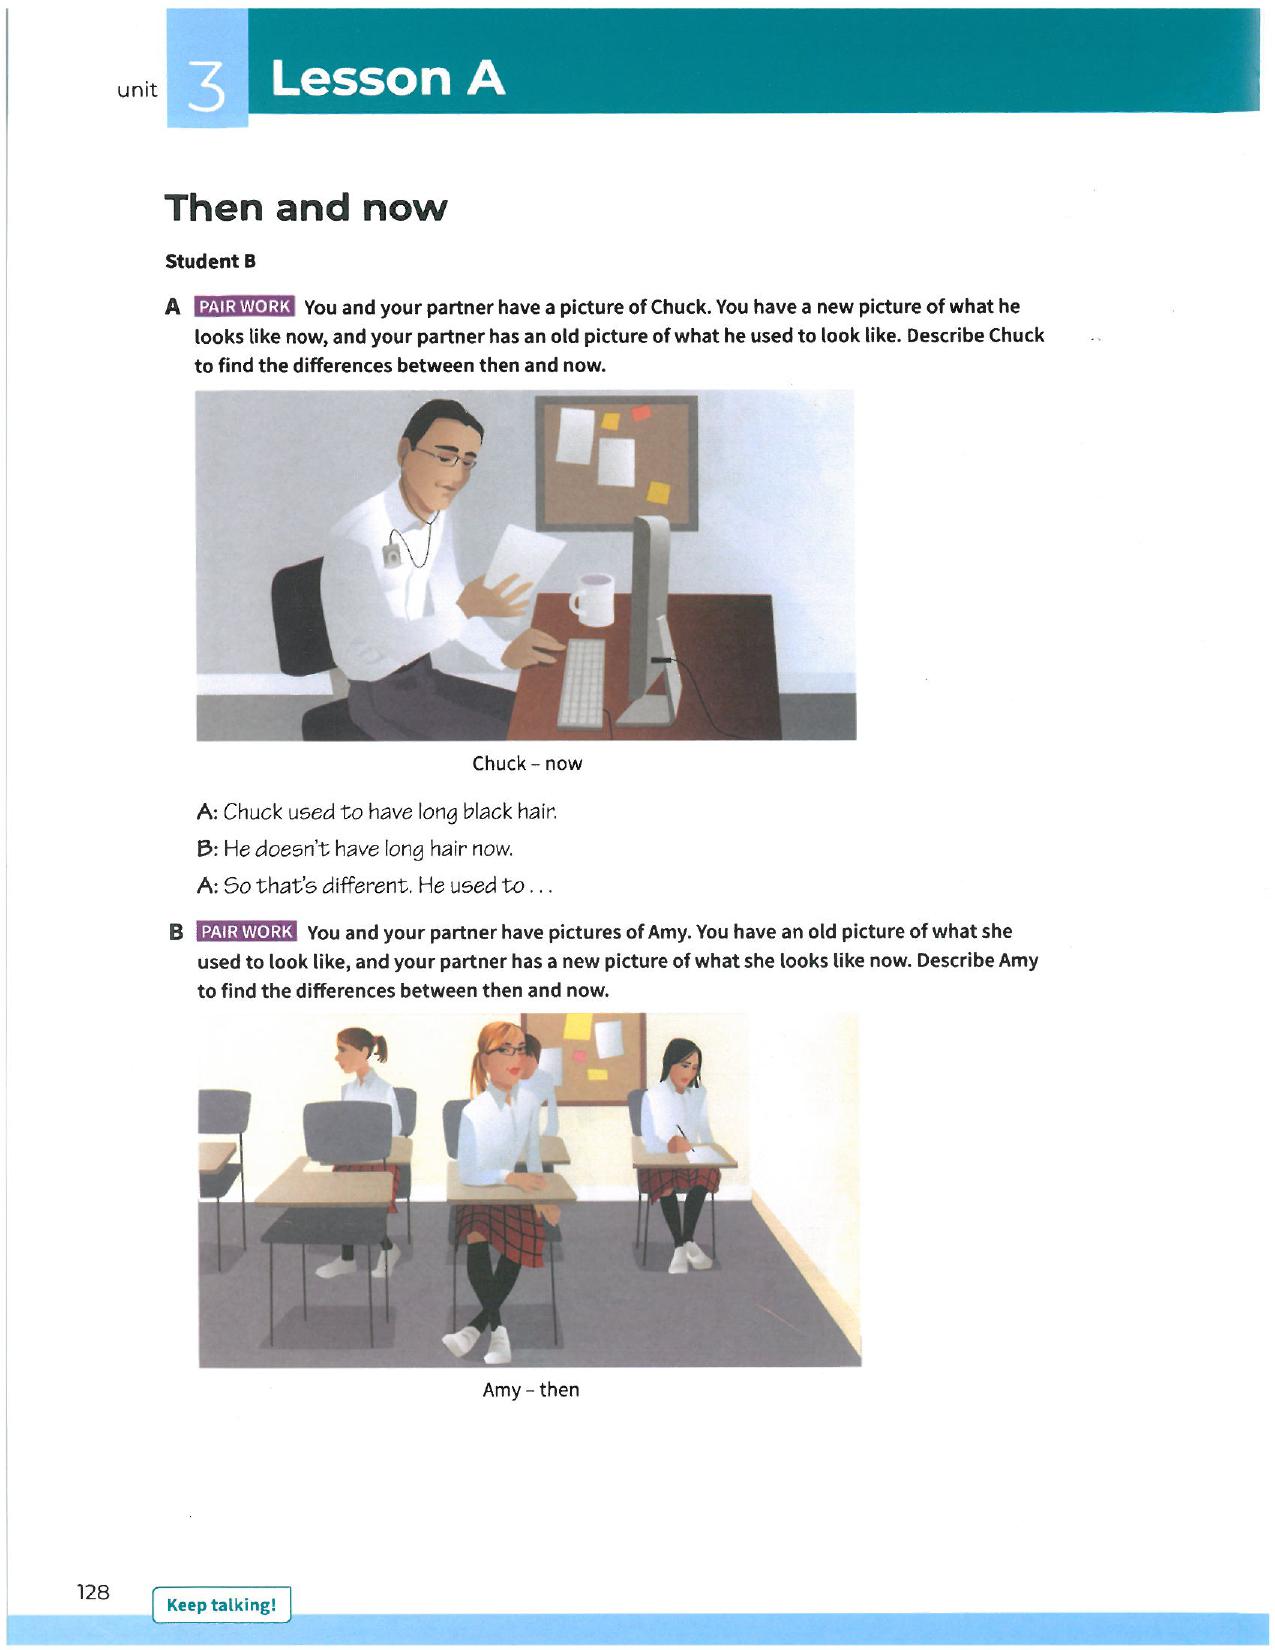 unit 3 Lesson A
Then and now
Student B
A PAIR WORK You and your partner have a picture of Chuck. You have a new picture of what he
looks like now, and your partner has an old picture of what he used to look like. Describe Chuck
to find the differences between then and now.
Chuck – now
A: Chuck used to have long black hair.
B: He doesn't have long hair now.
A: So that's different. He used to . . .
B PAIR WORK You and your partner have pictures of Amy. You have an old picture of what she
used to look like, and your partner has a new picture of what she looks like now. Describe Amy
to find the differences between then and now.
Amy – then
128 Keep talking!